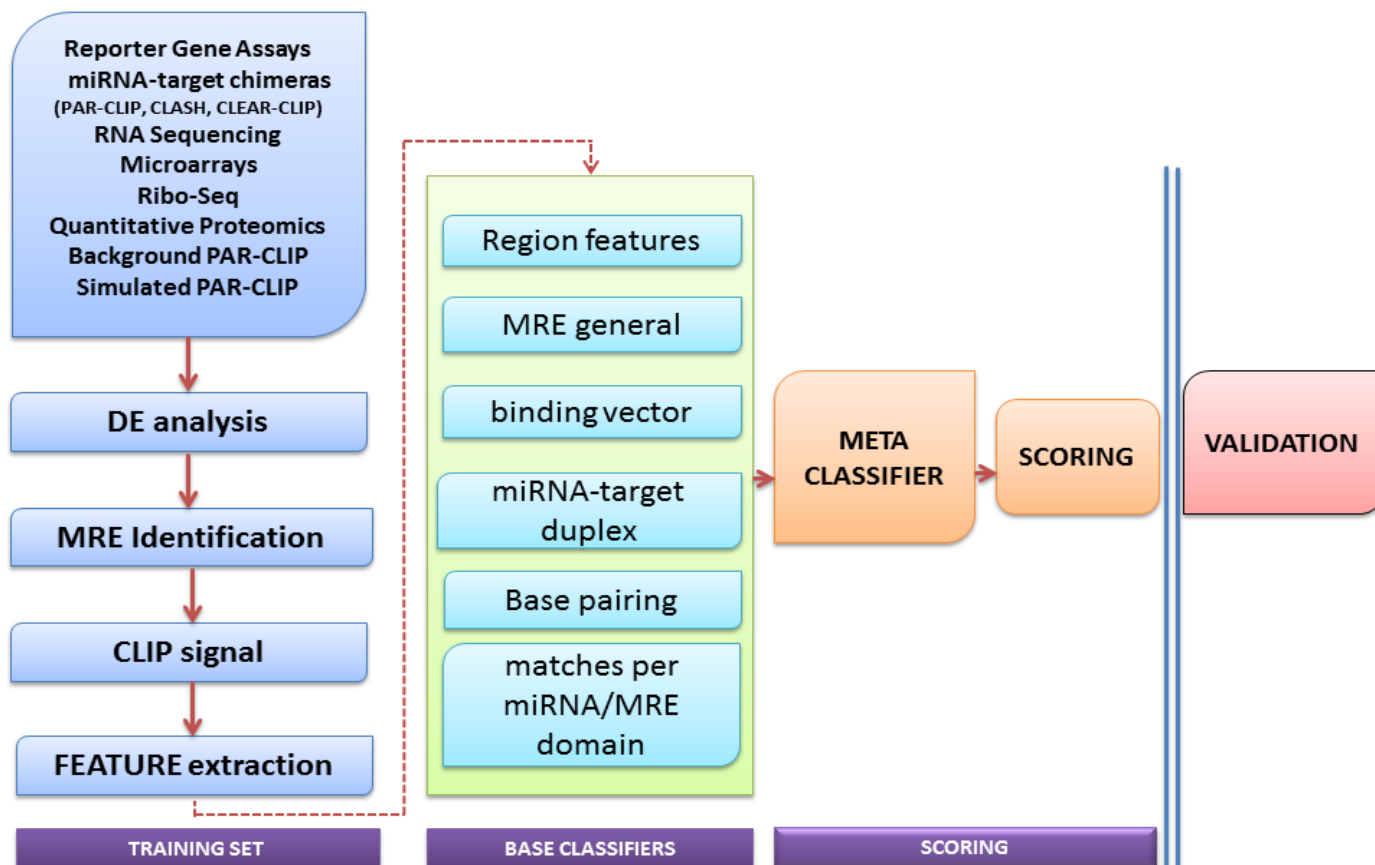 Reporter Gene Assays
miRNA-target chimeras
(PAR-CLIP, CLASH, CLEAR-CLIP)
RNA Sequencing
Microarrays
Ribo-Seq
Quantitative Proteomics
Background PAR-CLIP
Simulated PAR-CLIP
DE analysis
MRE Identification
CLIP signal
FEATURE extraction
TRAINING SET
Region features
MRE general
binding vector
miRNA-target
duplex
Base pairing
matches per
miRNA/MRE
domain
BASE CLASSIFIERS
META
CLASSIFIER
SCORING
SCORING
VALIDATION